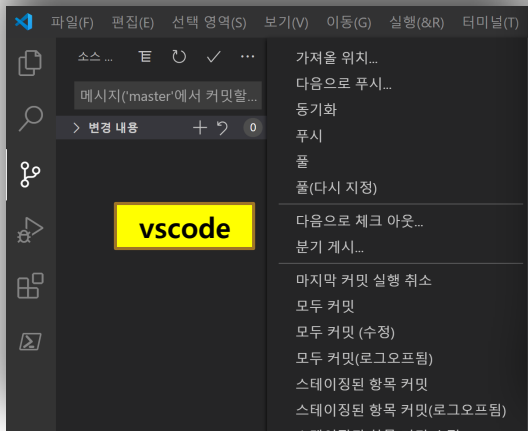 파일(F) 편집(E) 선택 영역(S) 보기(V) 이동(G) 실행(&R) 터미널(T)
소스 ...
메시지('master'에서 커밋할...
변경 내용 0
vscode
가져올 위치...
다음으로 푸시...
동기화
푸시
풀
풀(다시 지정)
다음으로 체크 아웃...
분기 게시...
마지막 커밋 실행 취소
모두 커밋
모두 커밋 (수정)
모두 커밋(로그오프됨)
스테이징된 항목 커밋
스테이징된 항목 커밋(로그오프됨)